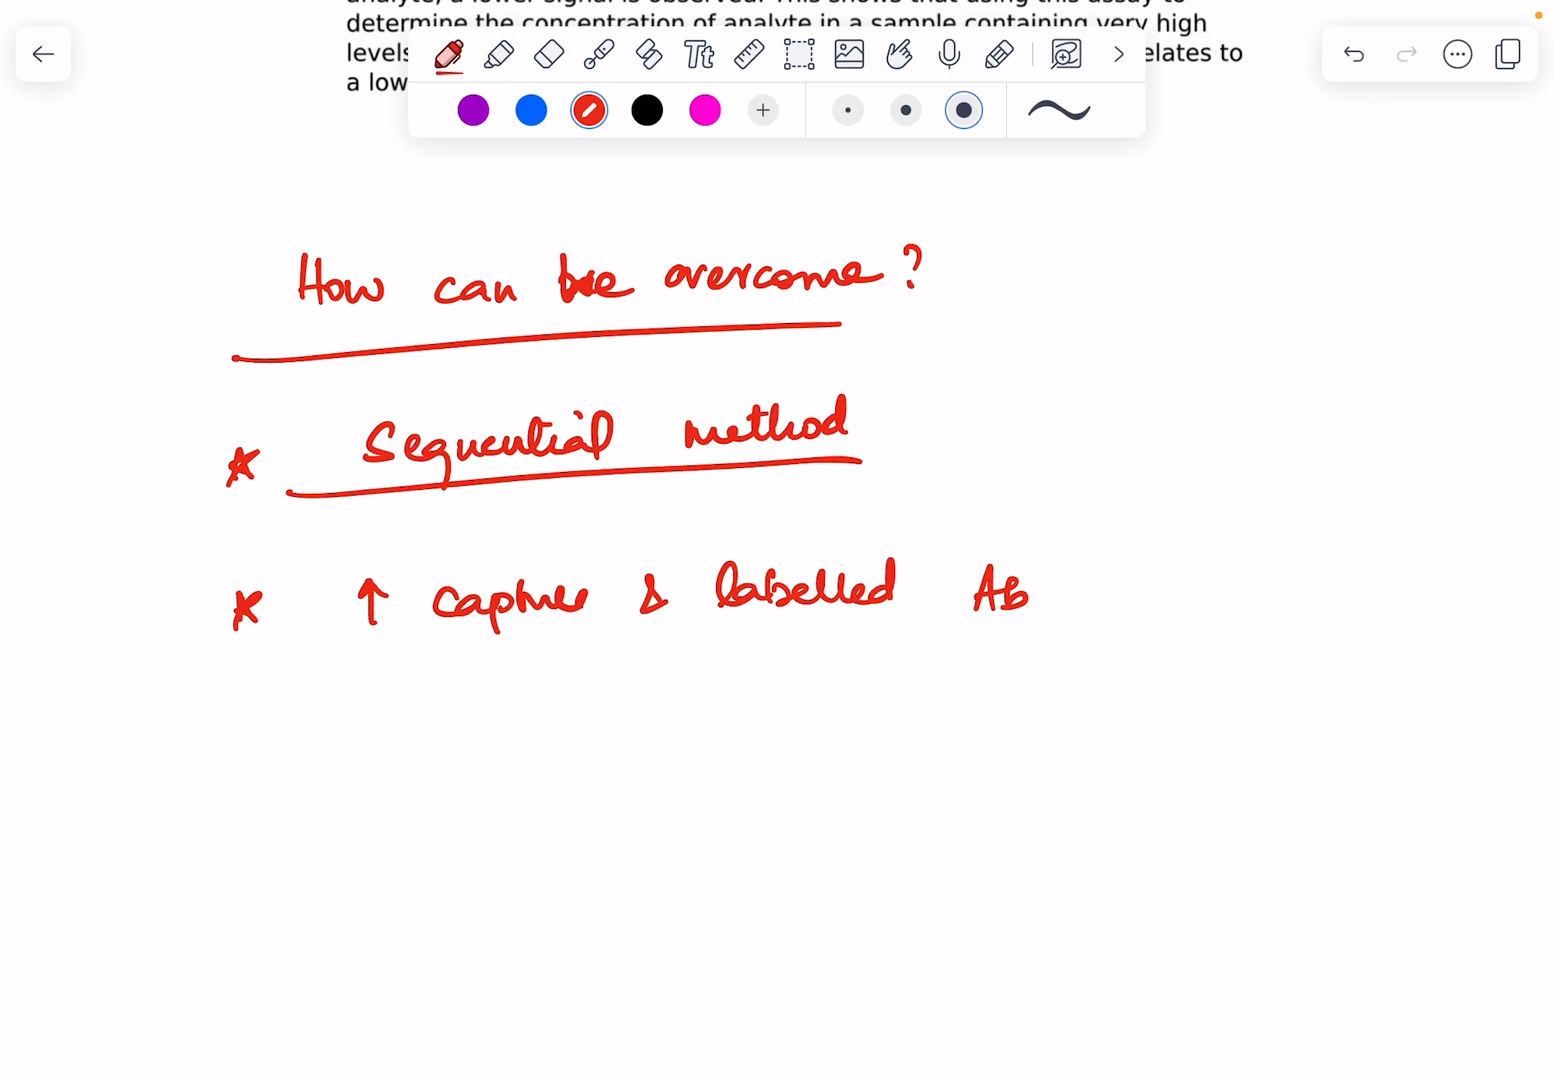 determine the concentration of analyte in a sample containing very high
levels elates to
a low
Tt
How can be overcome?
* Sequential method
* ↑ capture & labelled Ab